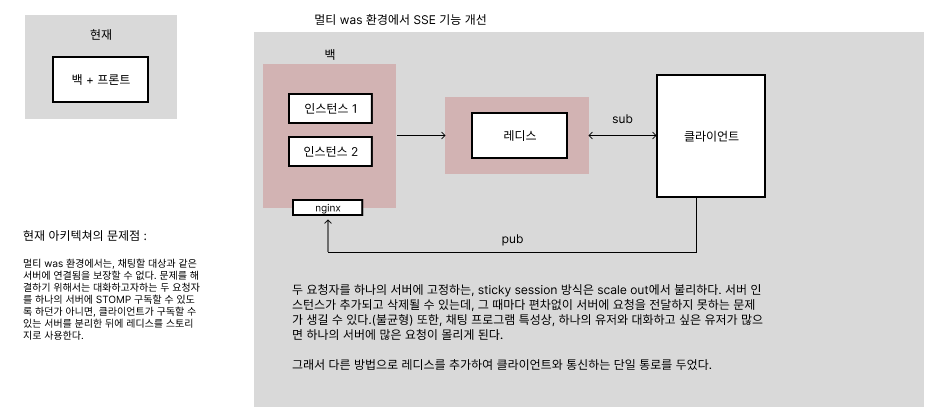 현재
백 + 프론트
멀티 was 환경에서 SSE 기능 개선
백
인스턴스 1
인스턴스 2
nginx
레디스
sub
클라이언트
pub
현재 아키텍쳐의 문제점 :
멀티 was 환경에서는, 채팅할 대상과 같은
서버에 연결됨을 보장할 수 없다. 문제를 해
결하기 위해서는 대화하고자하는 두 요청자
를 하나의 서버에 STOMP 구독할 수 있도
록 하던가 아니면, 클라이언트가 구독할 수
있는 서버를 분리한 뒤에 레디스를 스토리
지로 사용한다.
두 요청자를 하나의 서버에 고정하는, sticky session 방식은 scale out에서 불리하다. 서버 인
스턴스가 추가되고 삭제될 수 있는데, 그 때마다 편차없이 서버에 요청을 전달하지 못하는 문제
가 생길 수 있다.(불균형) 또한, 채팅 프로그램 특성상, 하나의 유저와 대화하고 싶은 유저가 많으
면 하나의 서버에 많은 요청이 몰리게 된다.
그래서 다른 방법으로 레디스를 추가하여 클라이언트와 통신하는 단일 통로를 두었다.